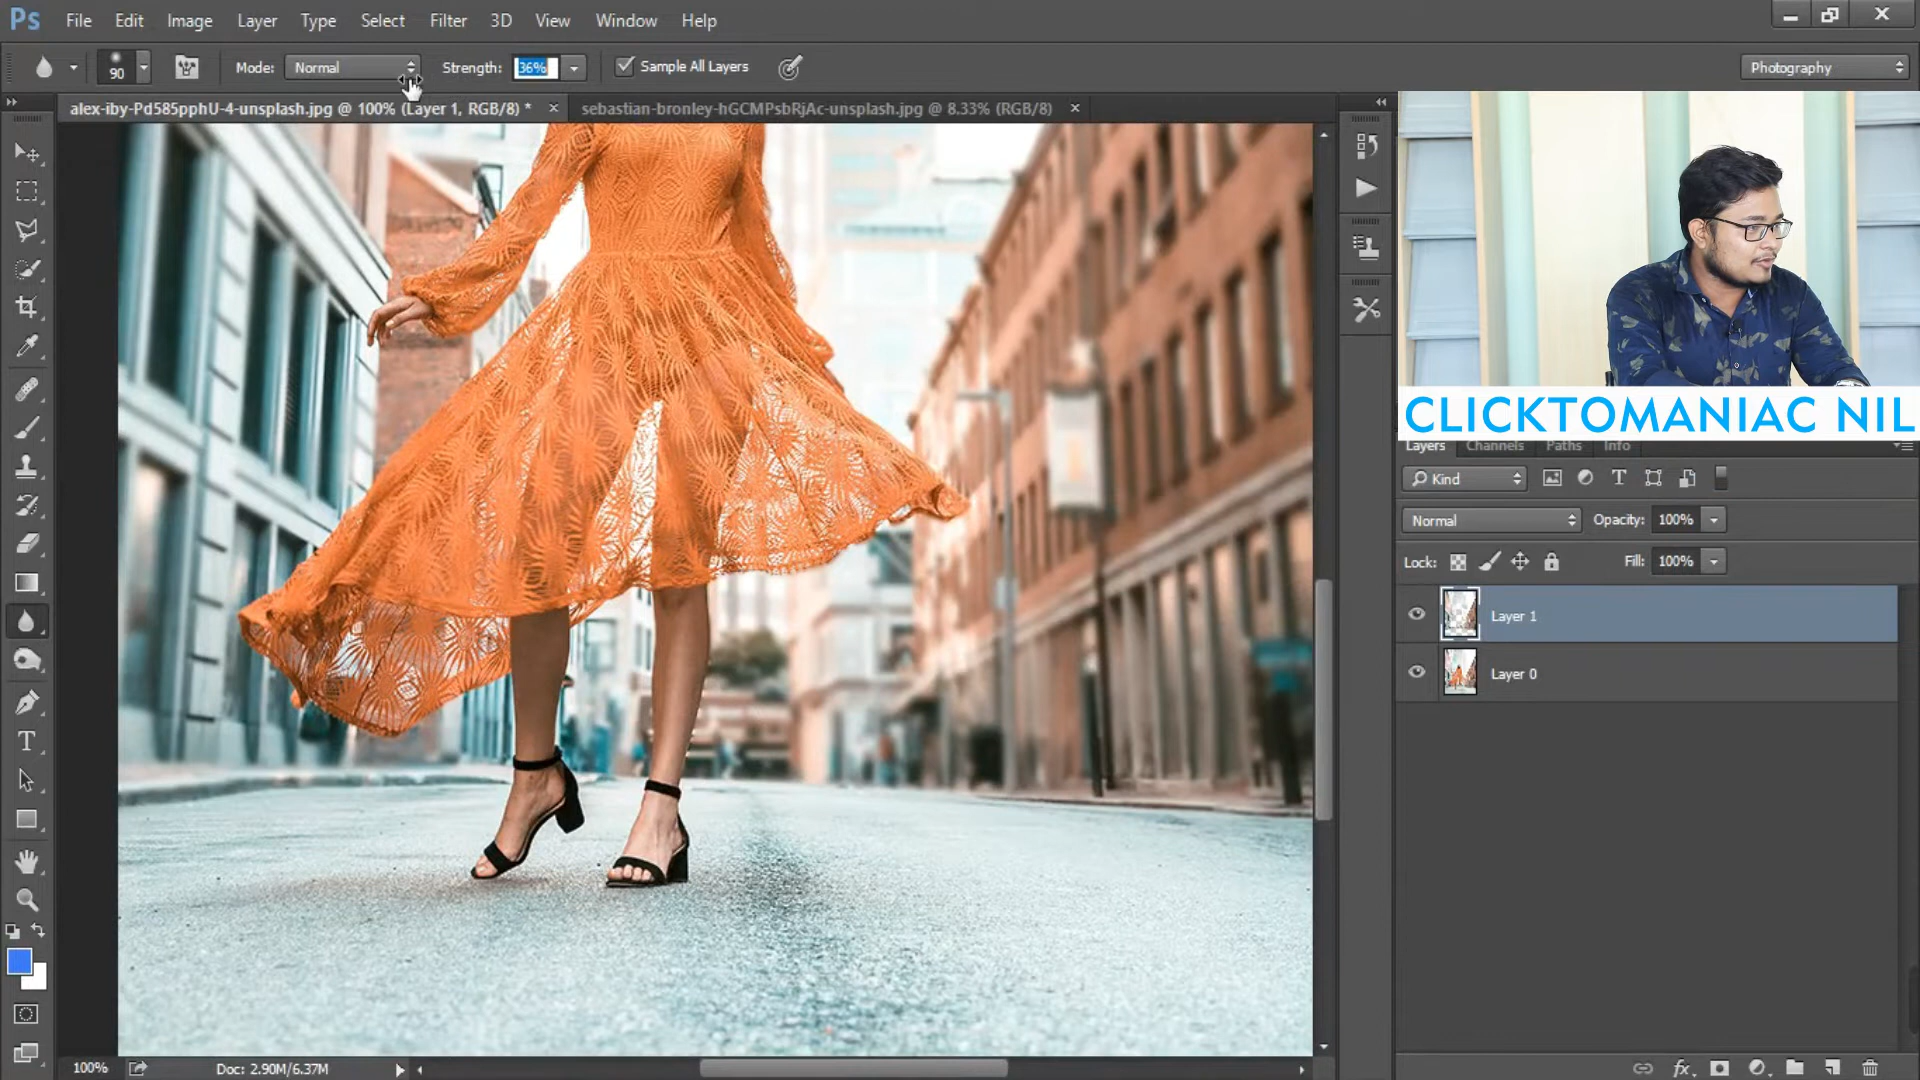 Ps File Edit Image Layer Type Select Filter 3D View Window Help
90 Mode: Normal Strength: 36% Sample All Layers Photography
alex-iby-Pd585pphU-4-unsplash.jpg @ 100% (Layer 1, RGB/8) * × sebastian-bronley-hGCMPsbRjAc-unsplash.jpg @ 8.33% (RGB/8) ×
CLICKTOMANIAC NIL
Layers Channels Paths Info
Kind
Normal Opacity: 100%
Lock: Fill: 100%
Layer 1
Layer 0
100% Doc: 2.90M/6.37M